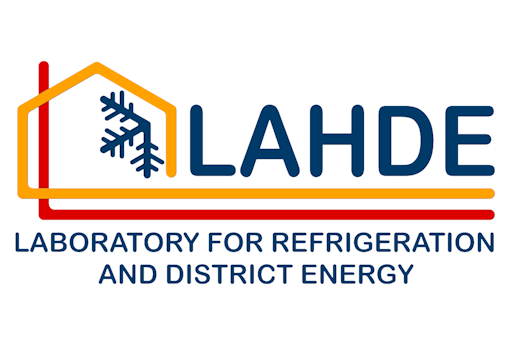 LAHDE
LABORATORY FOR REFRIGERATION
AND DISTRICT ENERGY